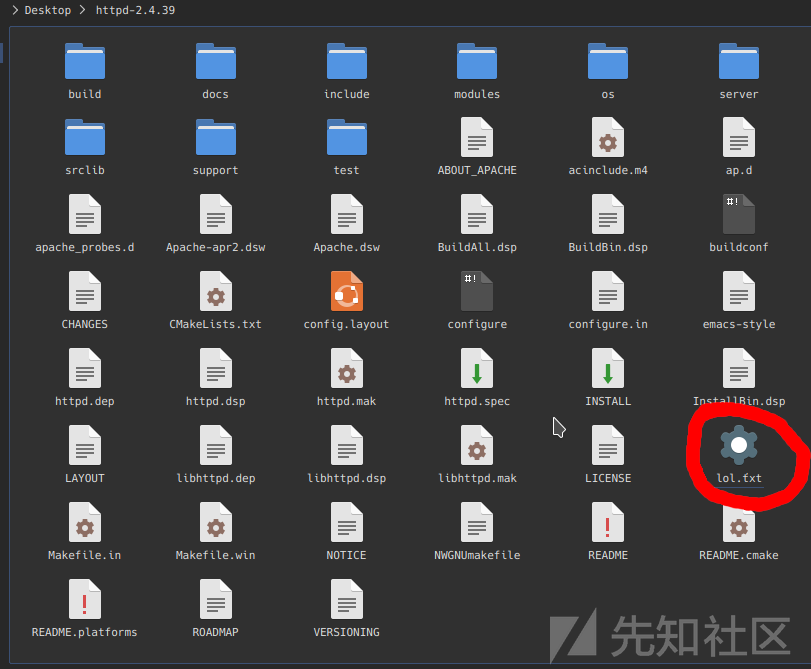 Desktop httpd-2.4.39
build docs include modules os server
srclib support test ABOUT_APACHE acinclude.m4 ap.d
#!
apache_probes.d Apache-apr2.dsw Apache.dsw BuildAll.dsp BuildBin.dsp buildconf
#!
CHANGES CMakeLists.txt config.layout configure configure.in emacs-style
httpd.dep httpd.dsp httpd.mak httpd.spec INSTALL InstallBin.dsp
LAYOUT libhttpd.dep libhttpd.dsp libhttpd.mak LICENSE lol.txt
Makefile.in Makefile.win NOTICE NWGNUmakefile README README.cmake
README.platforms ROADMAP VERSIONING
先知社区